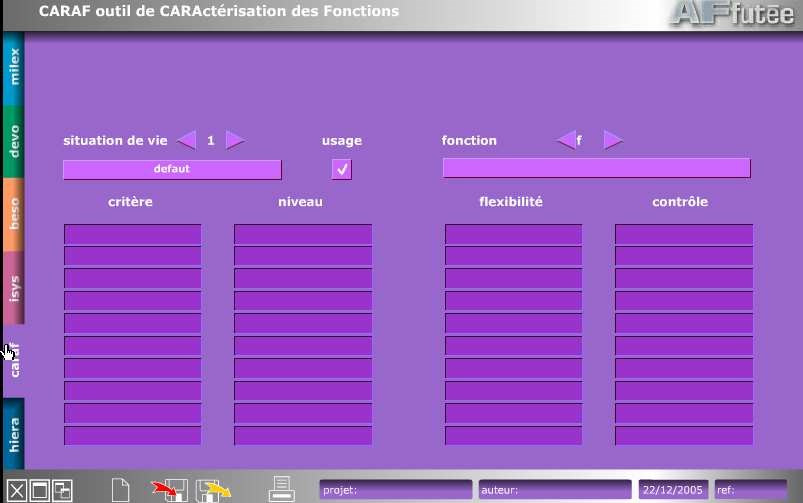 CARAF outil de CARActérisation des Fonctions
AFfutée
milex
devo
beso
isys
caraf
hiera
situation de vie 1 usage fonction f
defaut
critère niveau flexibilité contrôle
projet: auteur: 22/12/2005 ref: